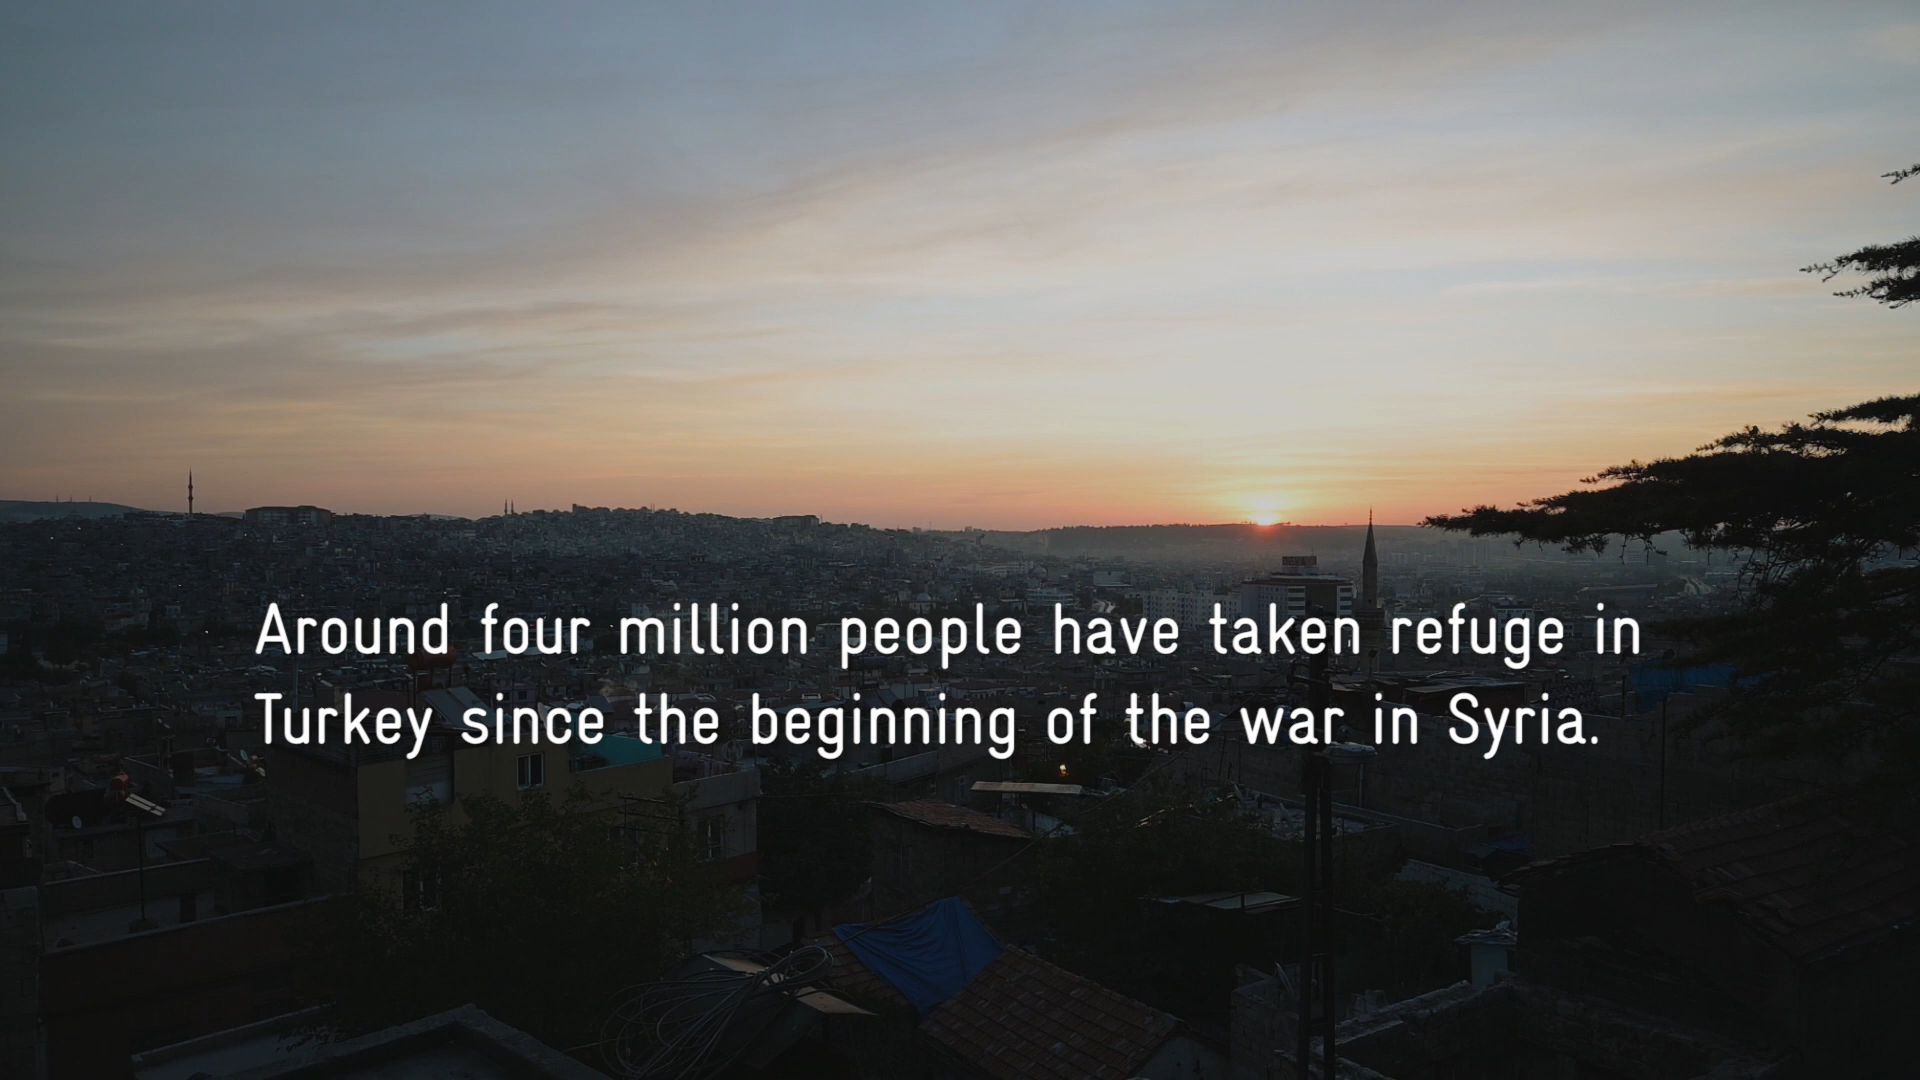 Around four million people have taken refuge in
Turkey since the beginning of the war in Syria.